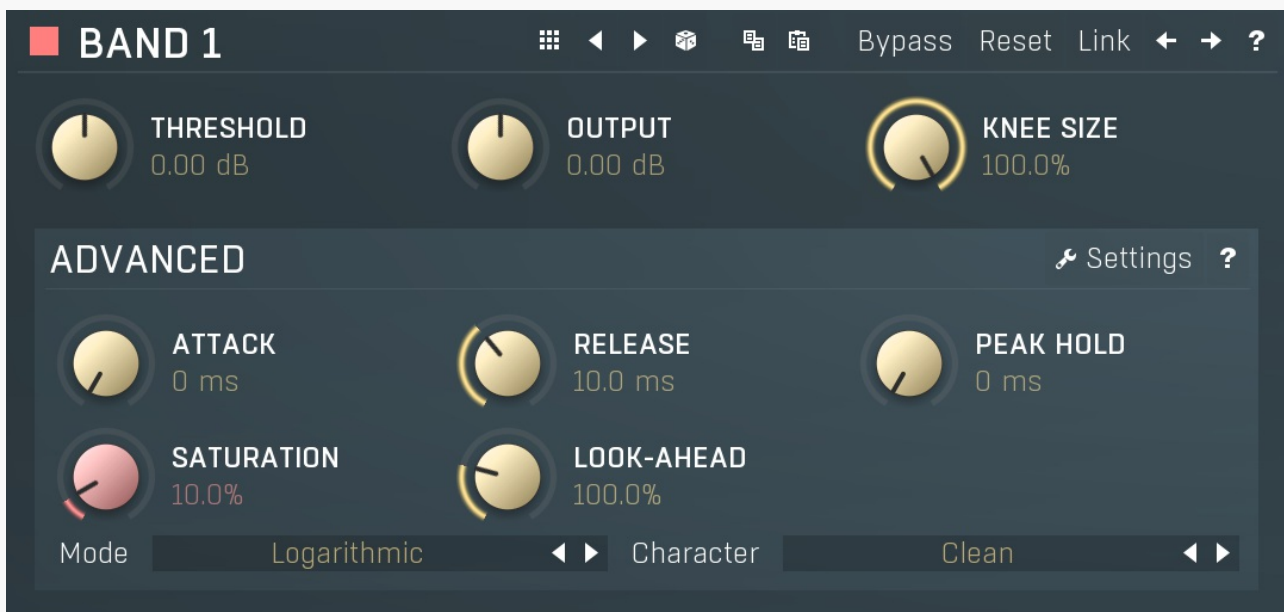 BAND 1 Bypass Reset Link ?
THRESHOLD OUTPUT KNEE SIZE
0.00 dB 0.00 dB 100.0%
ADVANCED Settings ?
ATTACK RELEASE PEAK HOLD
0 ms 10.0 ms 0 ms
SATURATION LOOK-AHEAD
10.0% 100.0%
Mode Logarithmic Character Clean